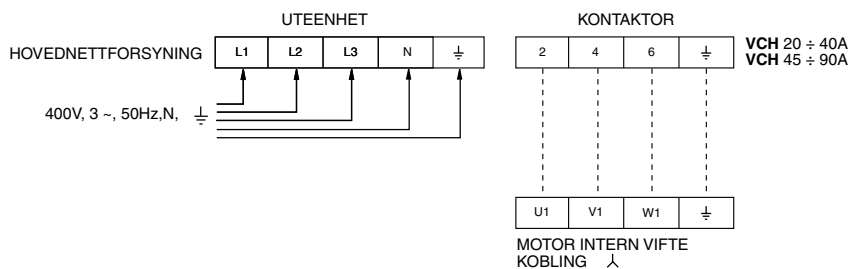 UTEENHET
HOVEDNETTFORSYNING L1 L2 L3 N
400V, 3 ~, 50Hz,N,
KONTAKTOR
2 4 6
VCH 20 ÷ 40A
VCH 45 ÷ 90A
U1 V1 W1
MOTOR INTERN VIFTE
KOBLING